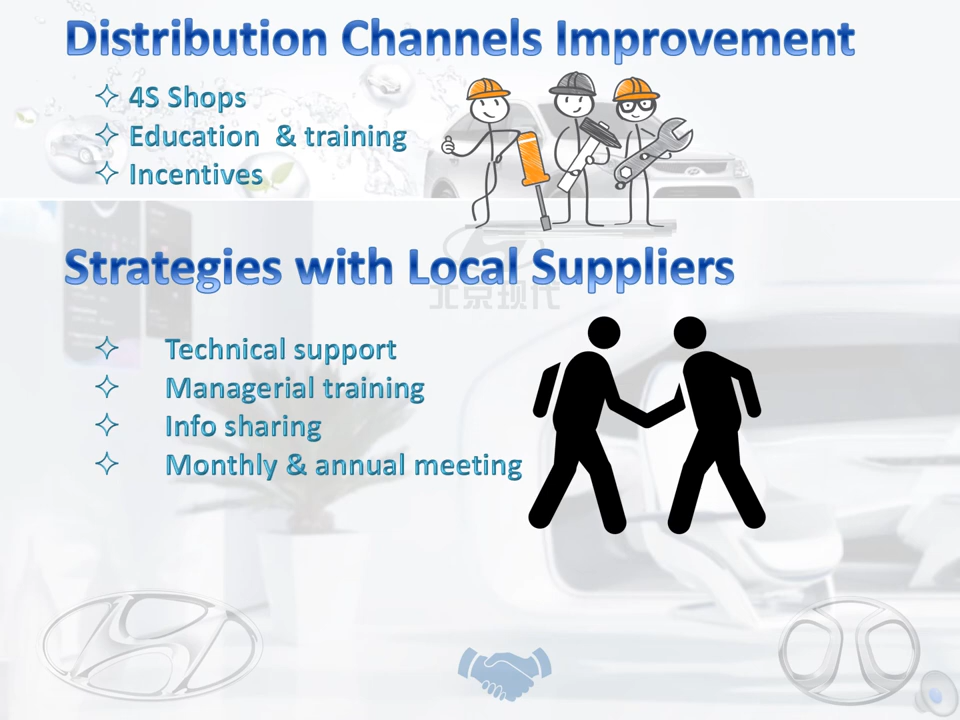 Distribution Channels Improvement
✧ 4S Shops
✧ Education & training
✧ Incentives
Strategies with Local Suppliers
北京现代
✧ Technical support
✧ Managerial training
✧ Info sharing
✧ Monthly & annual meeting